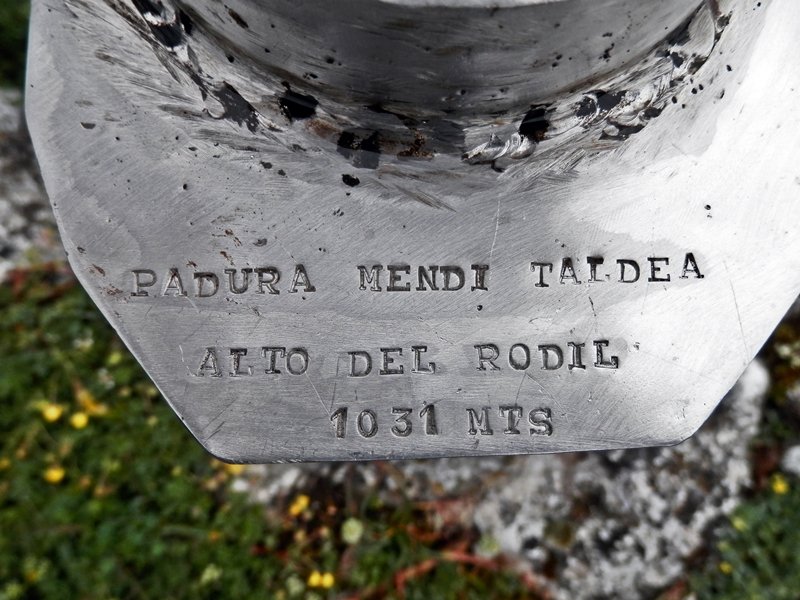 PADURA MENDI TALDEA
ALTO DEL RODIL
1031 MTS